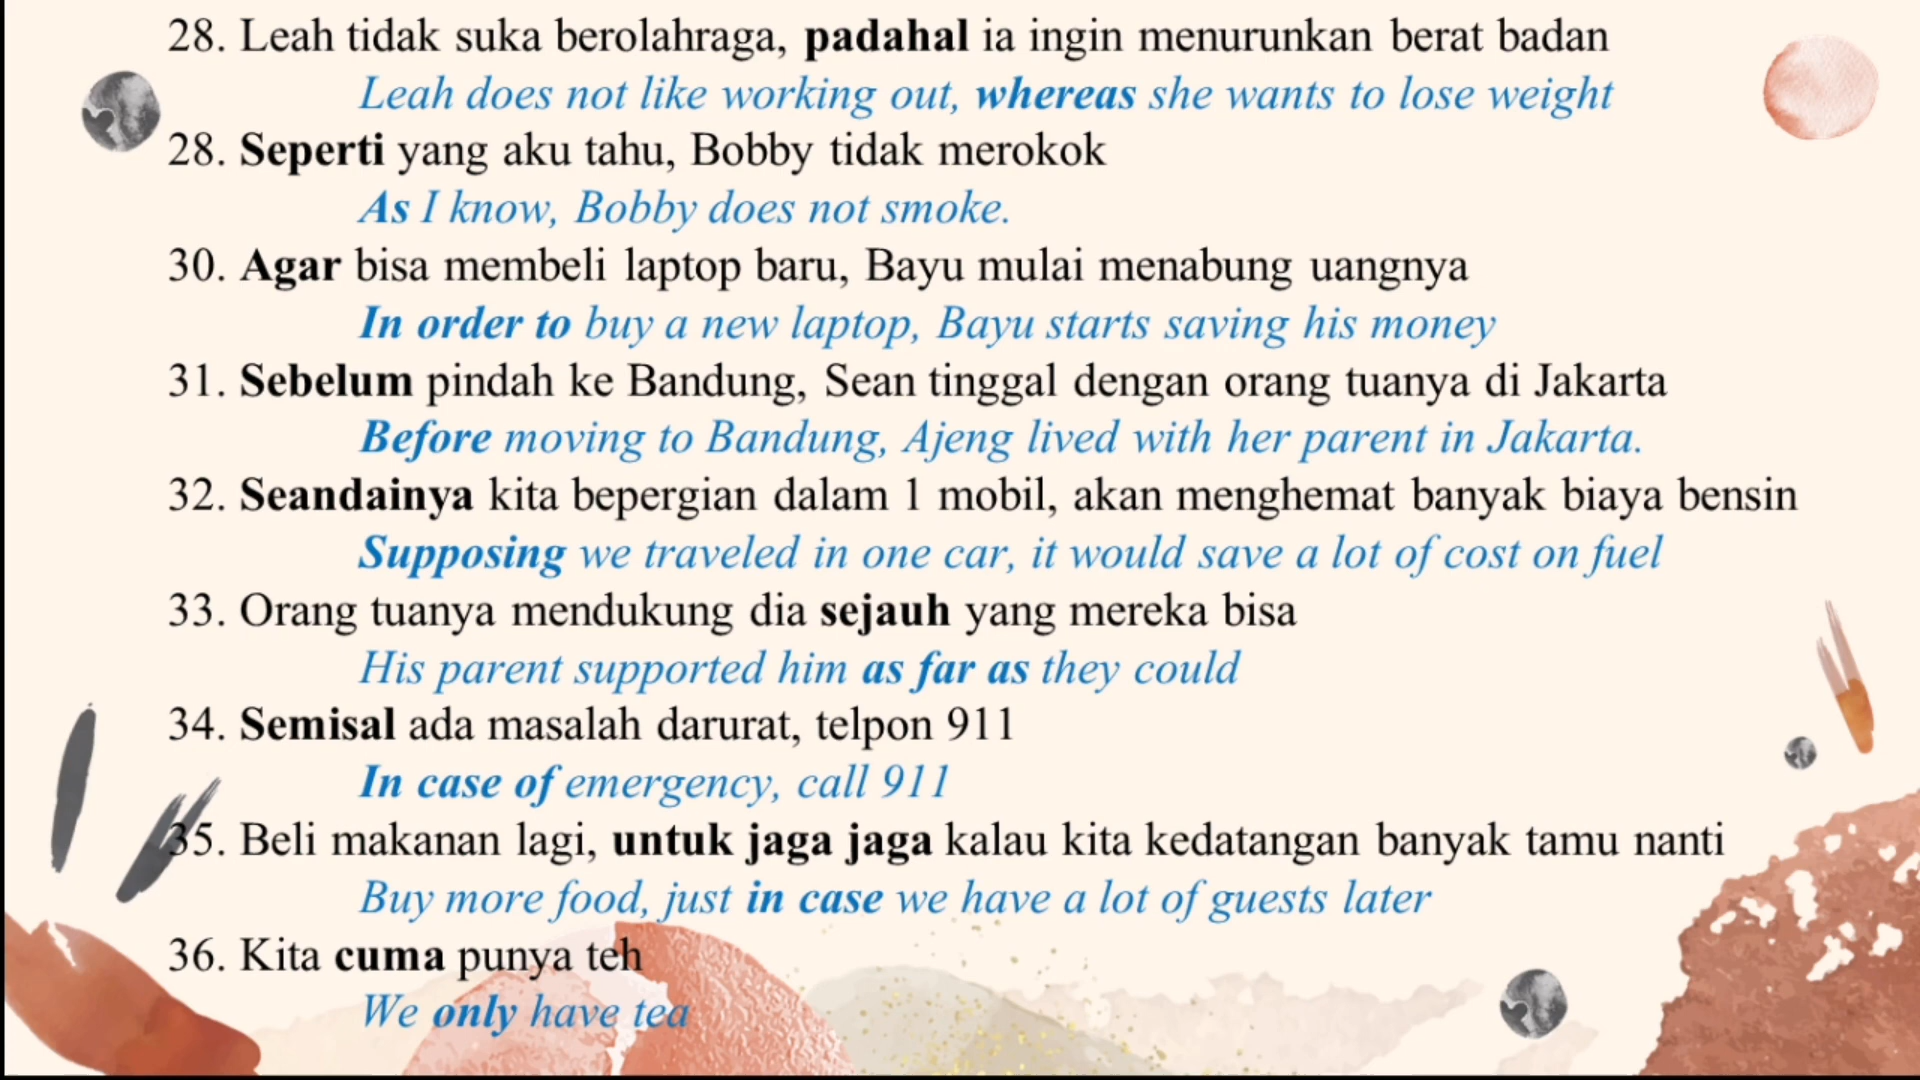 28. Leah tidak suka berolahraga, padahal ia ingin menurunkan berat badan
Leah does not like working out, whereas she wants to lose weight
28. Seperti yang aku tahu, Bobby tidak merokok
As I know, Bobby does not smoke.
30. Agar bisa membeli laptop baru, Bayu mulai menabung uangnya
In order to buy a new laptop, Bayu starts saving his money
31. Sebelum pindah ke Bandung, Sean tinggal dengan orang tuanya di Jakarta
Before moving to Bandung, Ajeng lived with her parent in Jakarta.
32. Seandainya kita bepergian dalam 1 mobil, akan menghemat banyak biaya bensin
Supposing we traveled in one car, it would save a lot of cost on fuel
33. Orang tuanya mendukung dia sejauh yang mereka bisa
His parent supported him as far as they could
34. Semisal ada masalah darurat, telpon 911
In case of emergency, call 911
35. Beli makanan lagi, untuk jaga jaga kalau kita kedatangan banyak tamu nanti
Buy more food, just in case we have a lot of guests later
36. Kita cuma punya teh
We only have tea